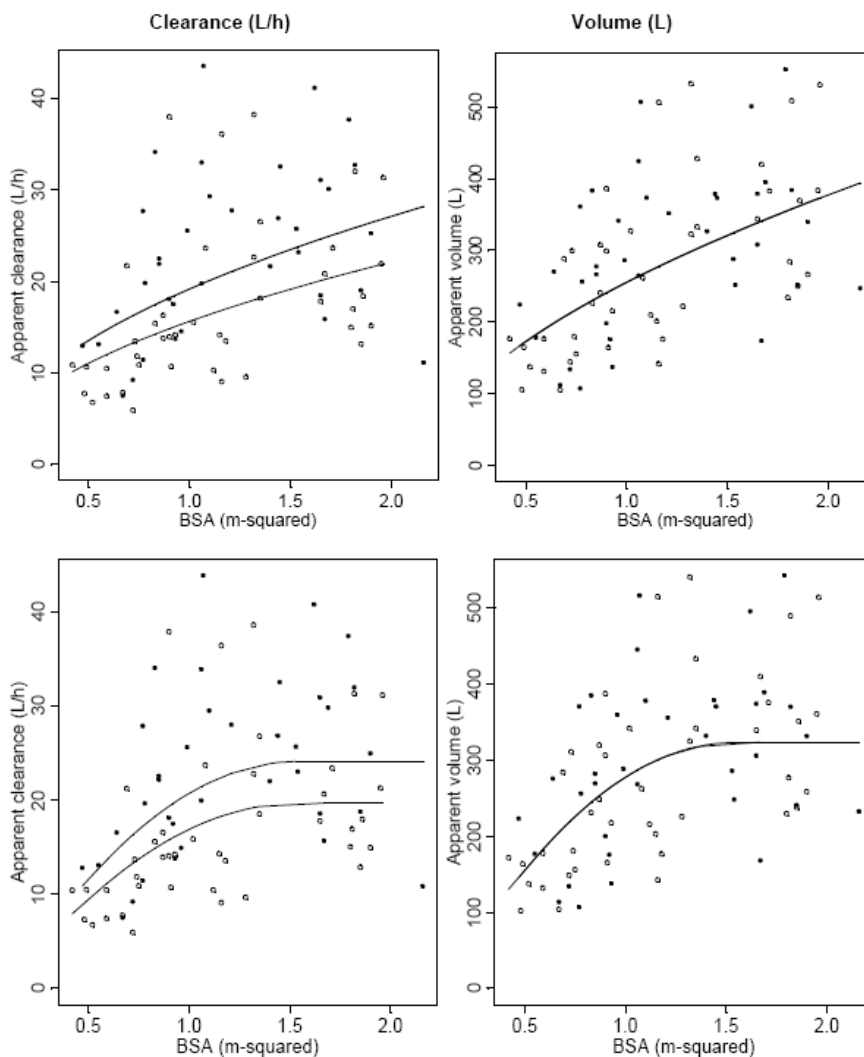 Clearance (L/h)
Volume (L)
Apparent clearance (L/h)
40
30
20
10
0
0.5 1.0 1.5 2.0
BSA (m-squared)
Apparent volume (L)
500
400
300
200
100
0
0.5 1.0 1.5 2.0
BSA (m-squared)
Apparent clearance (L/h)
40
30
20
10
0
0.5 1.0 1.5 2.0
BSA (m-squared)
Apparent volume (L)
500
400
300
200
100
0
0.5 1.0 1.5 2.0
BSA (m-squared)